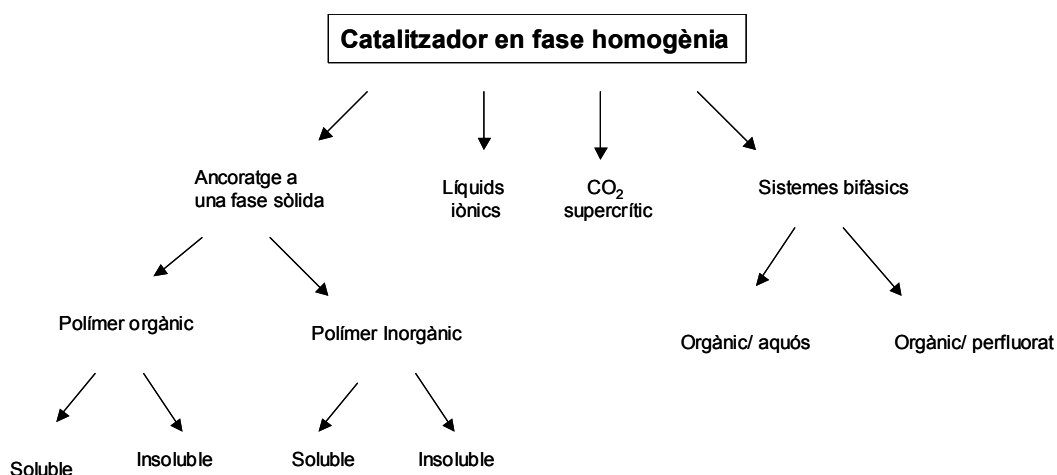 Catalitzador en fase homogènia
Ancoratge a
una fase sòlida
Líquids
iònics
CO₂
supercrític
Sistemes bifàsics
Polímer orgànic
Polímer Inorgànic
Orgànic/ aquós
Orgànic/ perfluorat
Soluble
Insoluble
Soluble
Insoluble